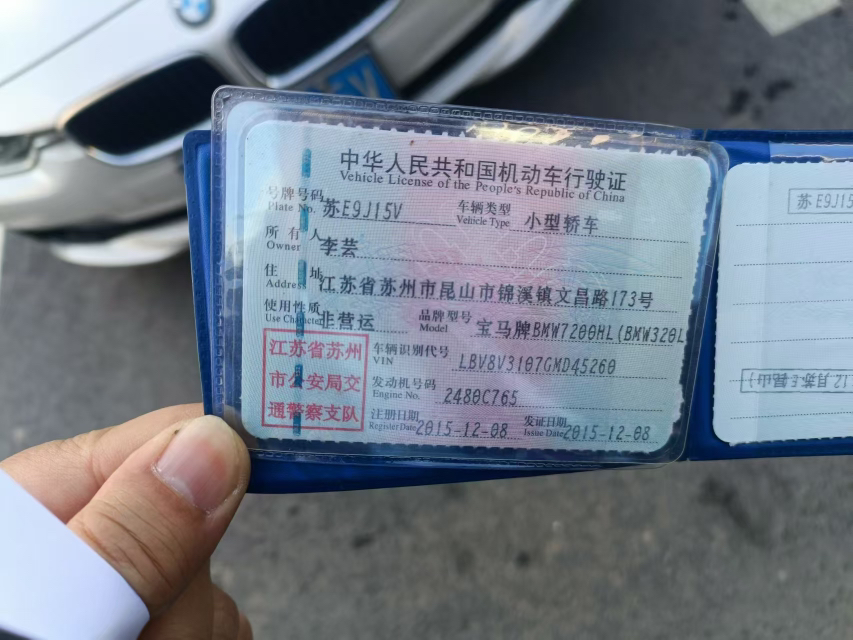 中华人民共和国机动车行驶证
Vehicle License of the People's Republic of China
号牌号码 苏E9J15V 车辆类型 小型轿车
Plate No. Vehicle Type
所有人 李芸
Owner
住址 江苏省苏州市昆山市锦溪镇文昌路173号
Address
使用性质 非营运 品牌型号 宝马牌BMW7200HL(BMW320L
Use Character Model
江苏省苏州
市公安局交
通警察支队
车辆识别代号 LBV8V3107GMD45260
VIN
发动机号码 2480C765
Engine No.
注册日期 2015-12-08 发证日期 2015-12-08
Register Date Issue Date
苏E9J15
12月苏E(昆山)